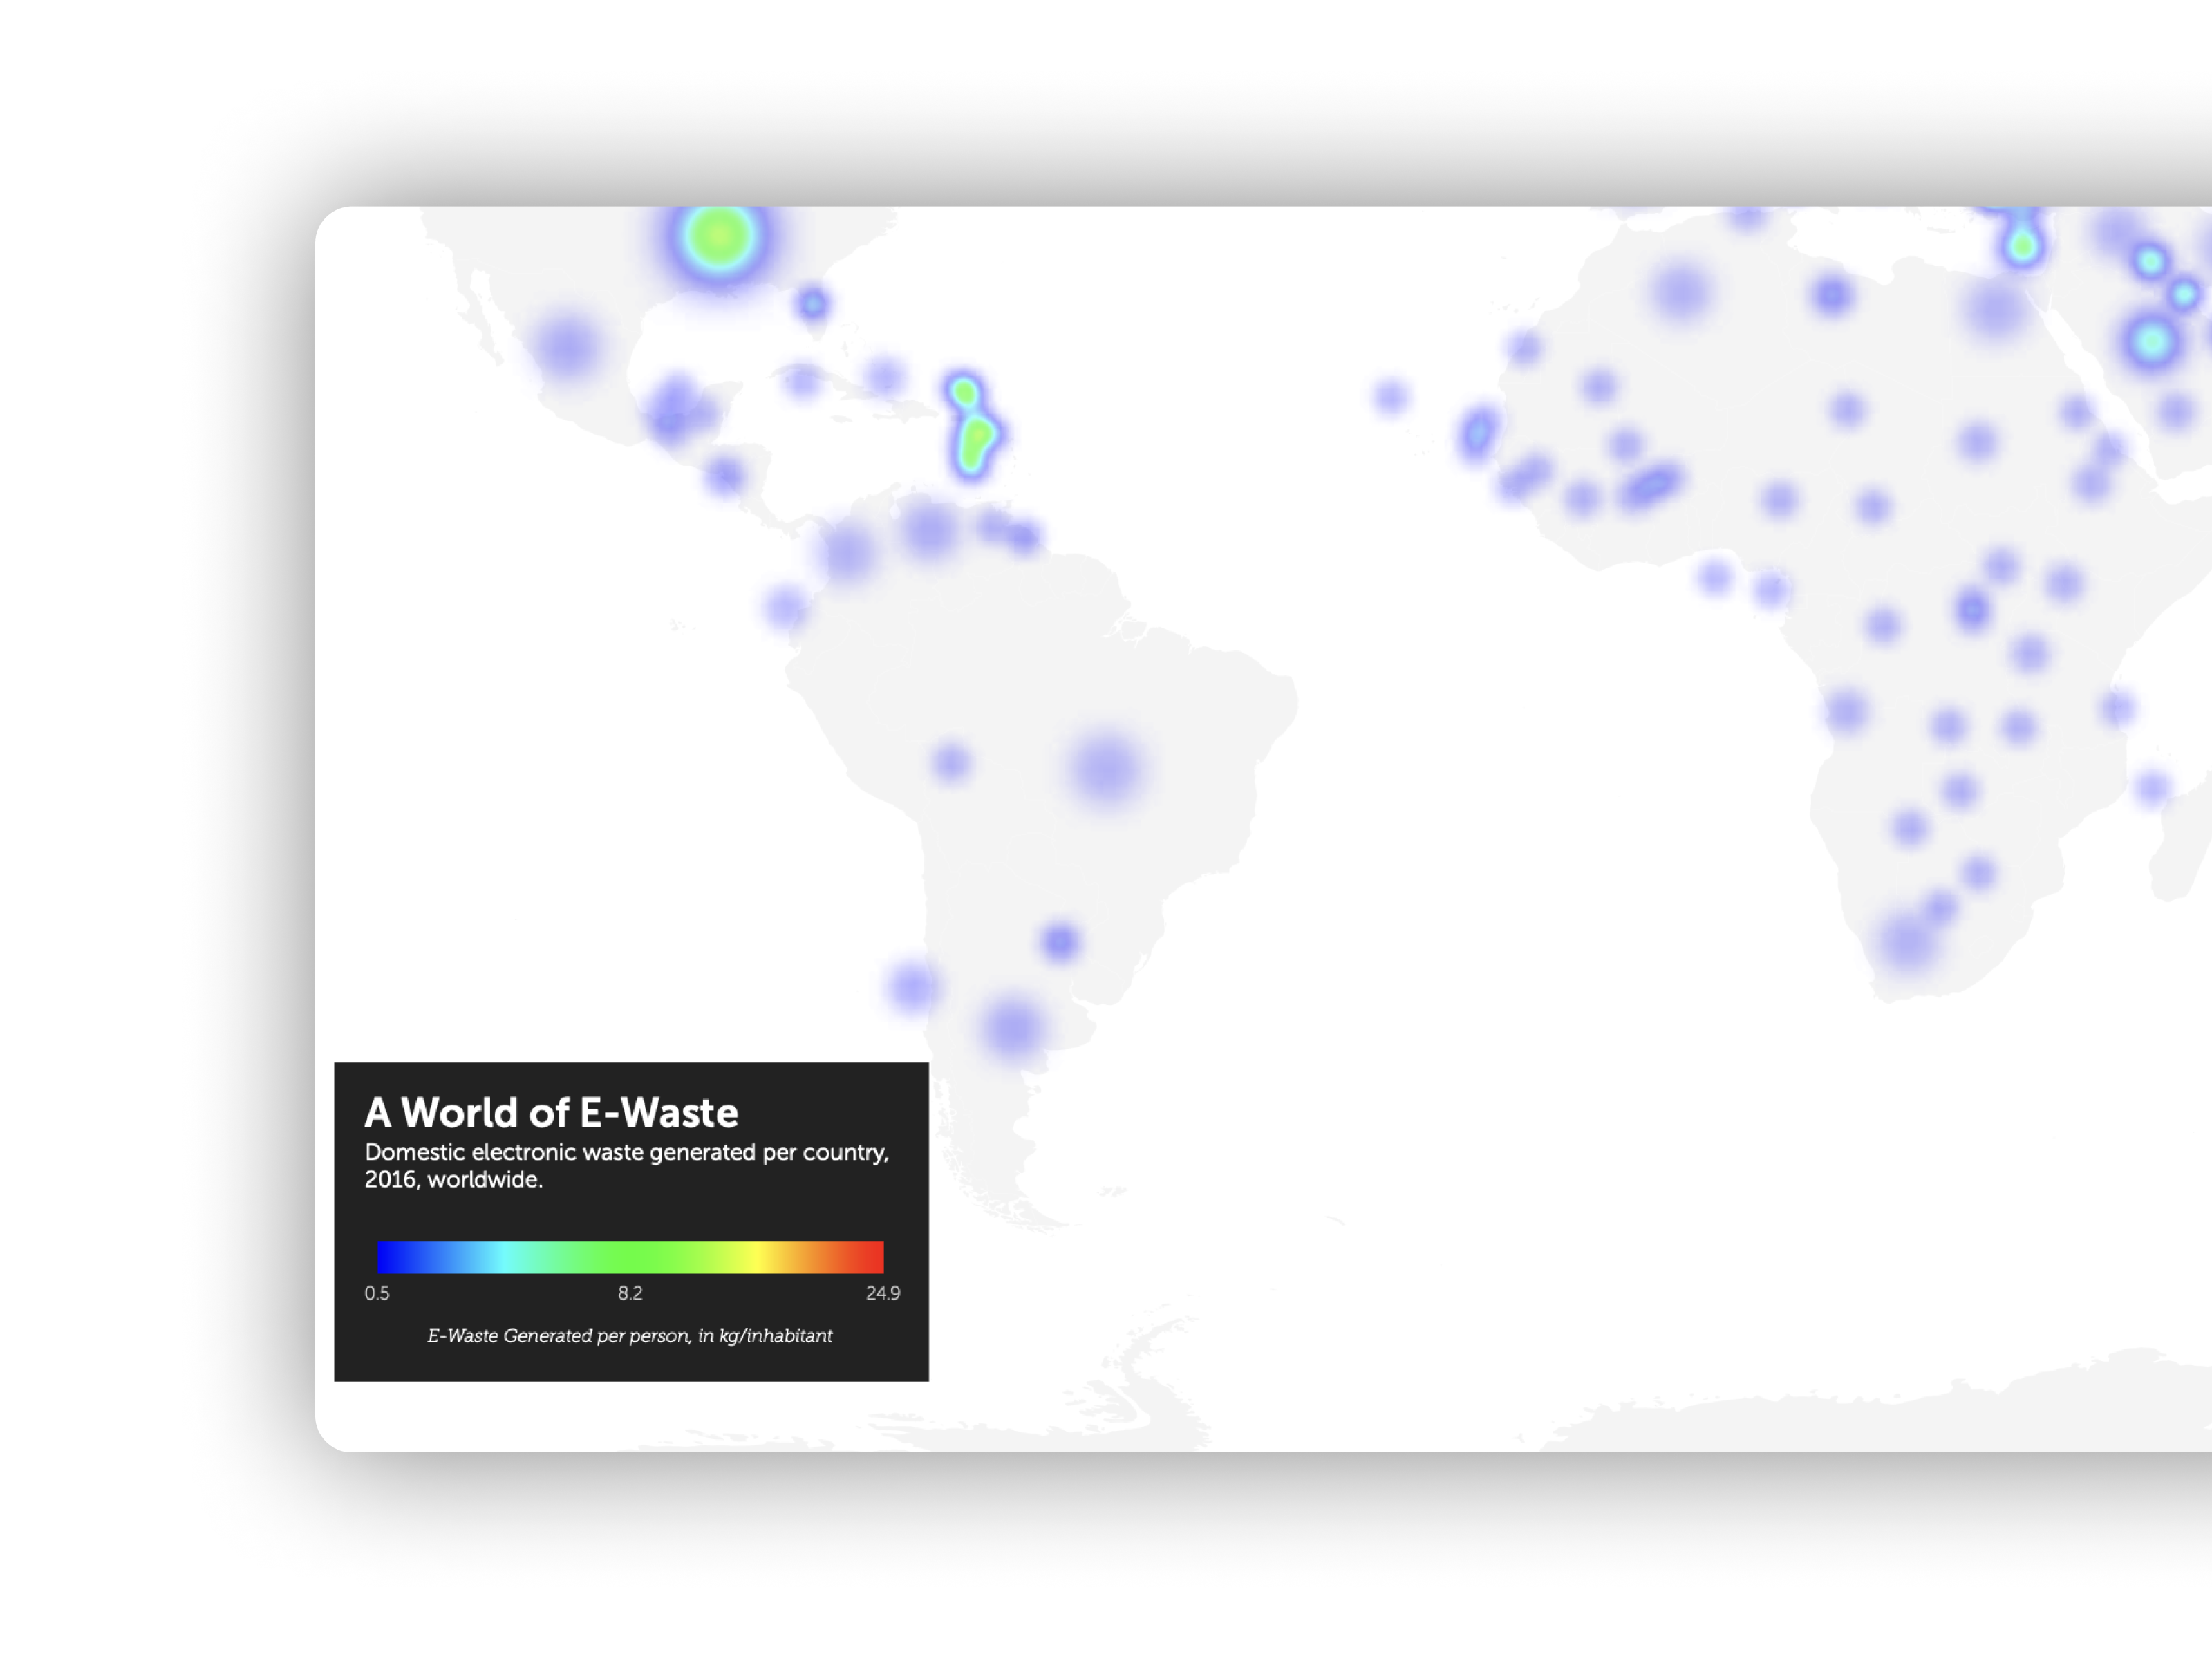 A World of E-Waste
Domestic electronic waste generated per country,
2016, worldwide.
0.5 8.2 24.9
E-Waste Generated per person, in kg/inhabitant